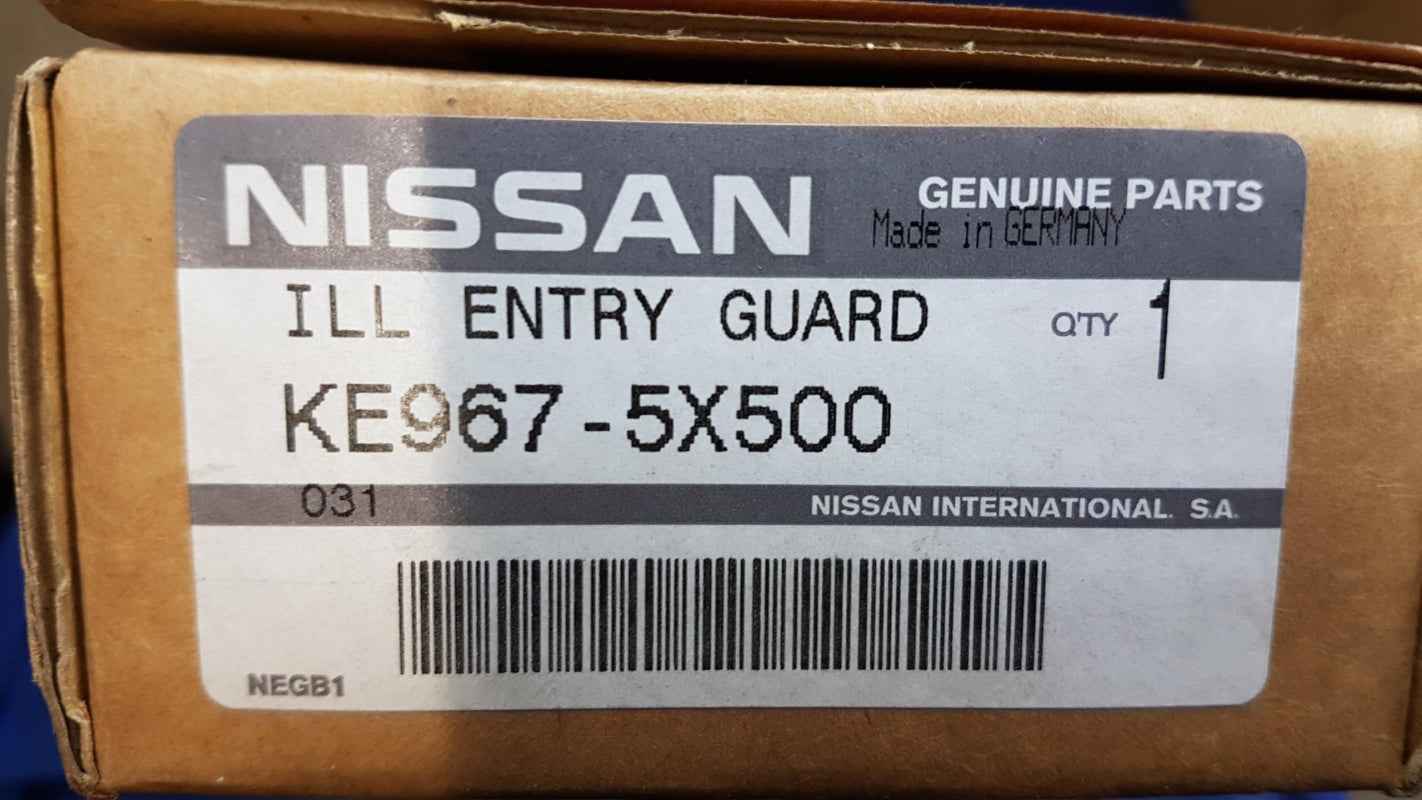 NISSAN
GENUINE PARTS
Made in GERMANY
ILL ENTRY GUARD
Q'TY 1
KE967-5X500
031
NISSAN INTERNATIONAL. S.A.
NEGB1